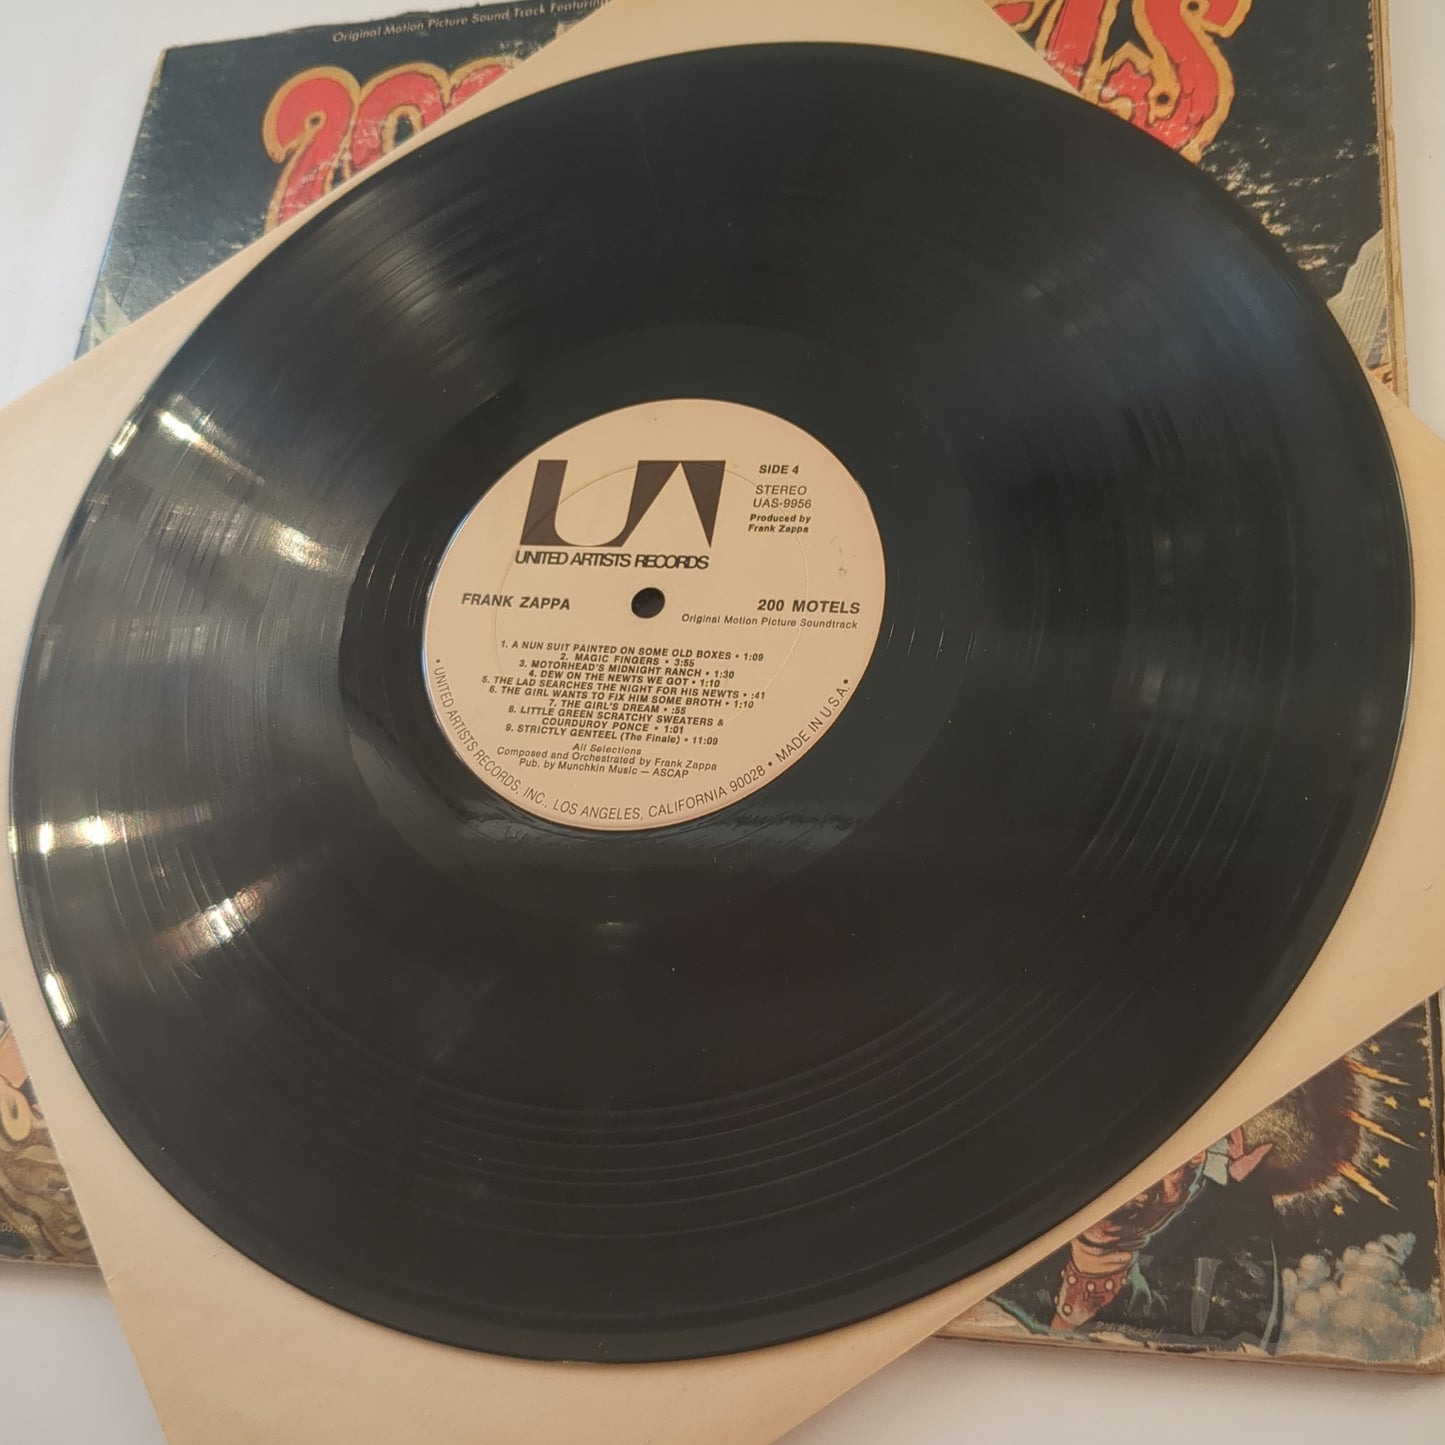 Original Motion Picture Sound Track Featuring
200
UA
UNITED ARTISTS RECORDS
SIDE 4
STEREO
UAS-9956
Produced by
Frank Zappa
FRANK ZAPPA
200 MOTELS
Original Motion Picture Soundtrack
1. A NUN SUIT PAINTED ON SOME OLD BOXES • 1:09
2. MAGIC FINGERS • 3:55
3. MOTORHEAD'S MIDNIGHT RANCH • 1:30
4. DEW ON THE NEWTS WE GOT • 1:10
5. THE LAD SEARCHES THE NIGHT FOR HIS NEWTS • :41
6. THE GIRL WANTS TO FIX HIM SOME BROTH • 1:10
7. THE GIRL'S DREAM • :55
8. LITTLE GREEN SCRATCHY SWEATERS &
COURDUROY PONCE • 1:01
9. STRICTLY GENTEEL (The Finale) • 11:09
All Selections
Composed and Orchestrated by Frank Zappa
Pub. by Munchkin Music — ASCAP
• UNITED ARTISTS RECORDS, INC., LOS ANGELES, CALIFORNIA 90028 • MADE IN U.S.A. •